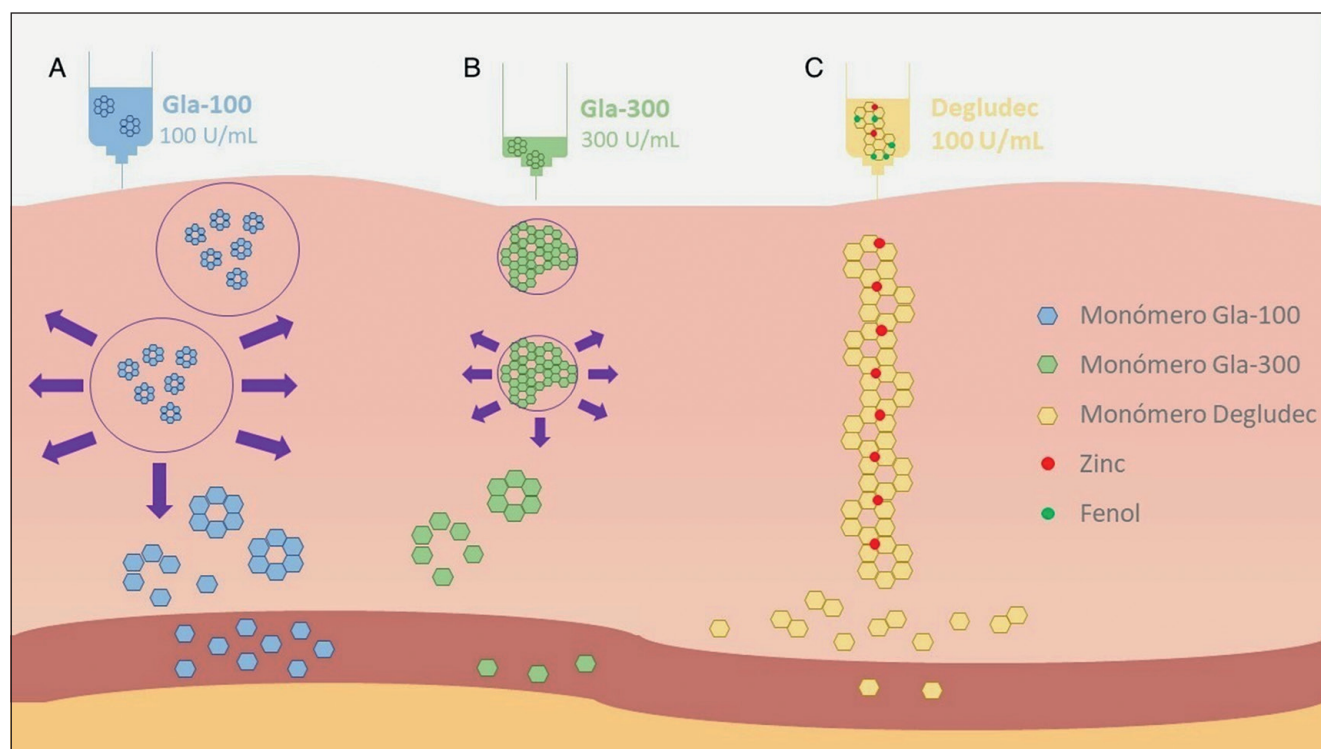 A
Gla-100
100 U/mL
B
Gla-300
300 U/mL
C
Degludec
100 U/mL
Monómero Gla-100
Monómero Gla-300
Monómero Degludec
Zinc
Fenol